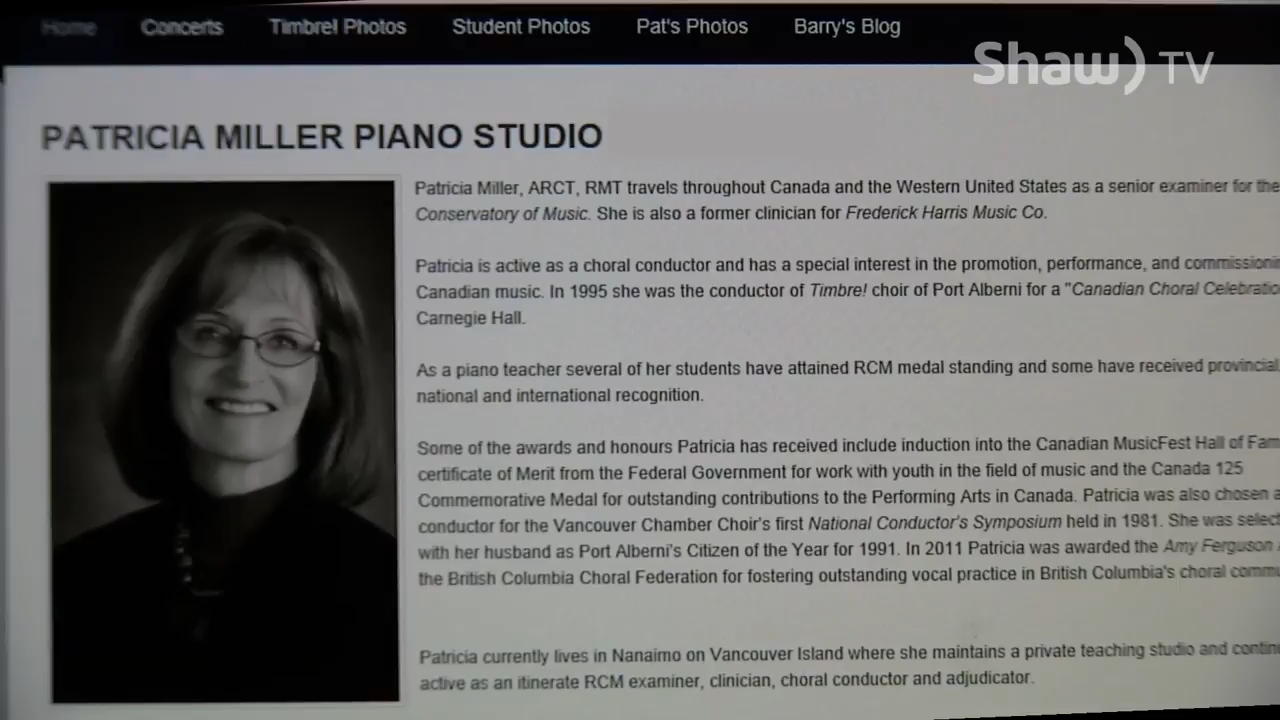 Home Concerts Timbrel Photos Student Photos Pat's Photos Barry's Blog
Shaw) TV
PATRICIA MILLER PIANO STUDIO
Patricia Miller, ARCT, RMT travels throughout Canada and the Western United States as a senior examiner for the
Conservatory of Music. She is also a former clinician for Frederick Harris Music Co.
Patricia is active as a choral conductor and has a special interest in the promotion, performance, and
Canadian music. In 1995 she was the conductor of Timbre! choir of Port Alberni for a "Canadian Choral
Carnegie Hall.
As a piano teacher several of her students have attained RCM medal standing and some have received provincial,
national and international recognition.
Some of the awards and honours Patricia has received include induction into the Canadian MusicFest Hall of
certificate of Merit from the Federal Government for work with youth in the field of music and the Canada 125
Commemorative Medal for outstanding contributions to the Performing Arts in Canada. Patricia was also chosen
conductor for the Vancouver Chamber Choir's first National Conductor's Symposium held in 1981. She was
with her husband as Port Alberni's Citizen of the Year for 1991. In 2011 Patricia was awarded the Amy Ferguson
the British Columbia Choral Federation for fostering outstanding vocal practice in British Columbia's choral
Patricia currently lives in Nanaimo on Vancouver Island where she maintains a private teaching studio and
active as an itinerate RCM examiner, clinician, choral conductor and adjudicator.